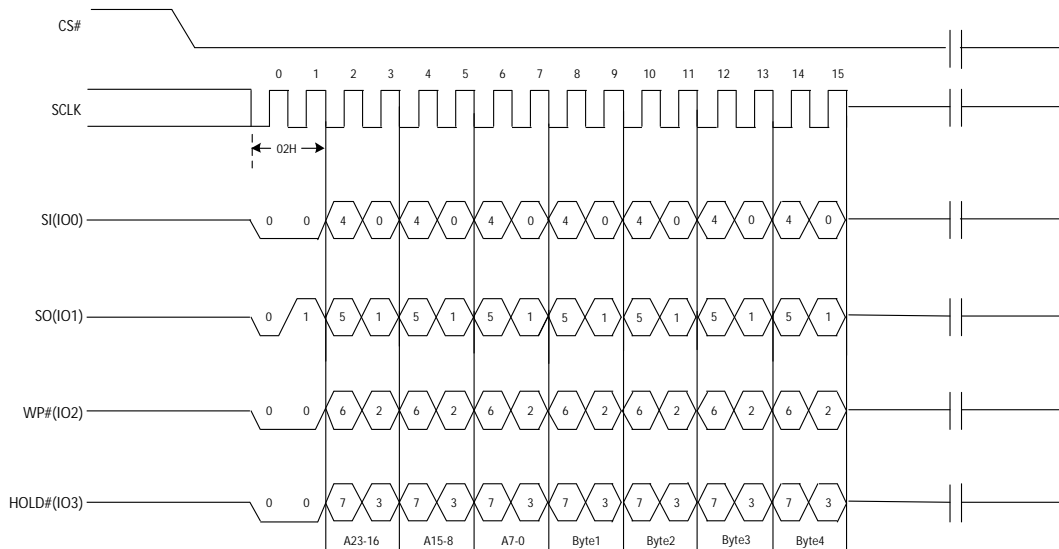 CS#
0 1 2 3 4 5 6 7 8 9 10 11 12 13 14 15
SCLK
02H
SI(IO0) 0 0 4 0 4 0 4 0 4 0 4 0 4 0 4 0
SO(IO1) 0 1 5 1 5 1 5 1 5 1 5 1 5 1 5 1
WP#(IO2) 0 0 6 2 6 2 6 2 6 2 6 2 6 2 6 2
HOLD#(IO3) 0 0 7 3 7 3 7 3 7 3 7 3 7 3 7 3
A23-16 A15-8 A7-0 Byte1 Byte2 Byte3 Byte4